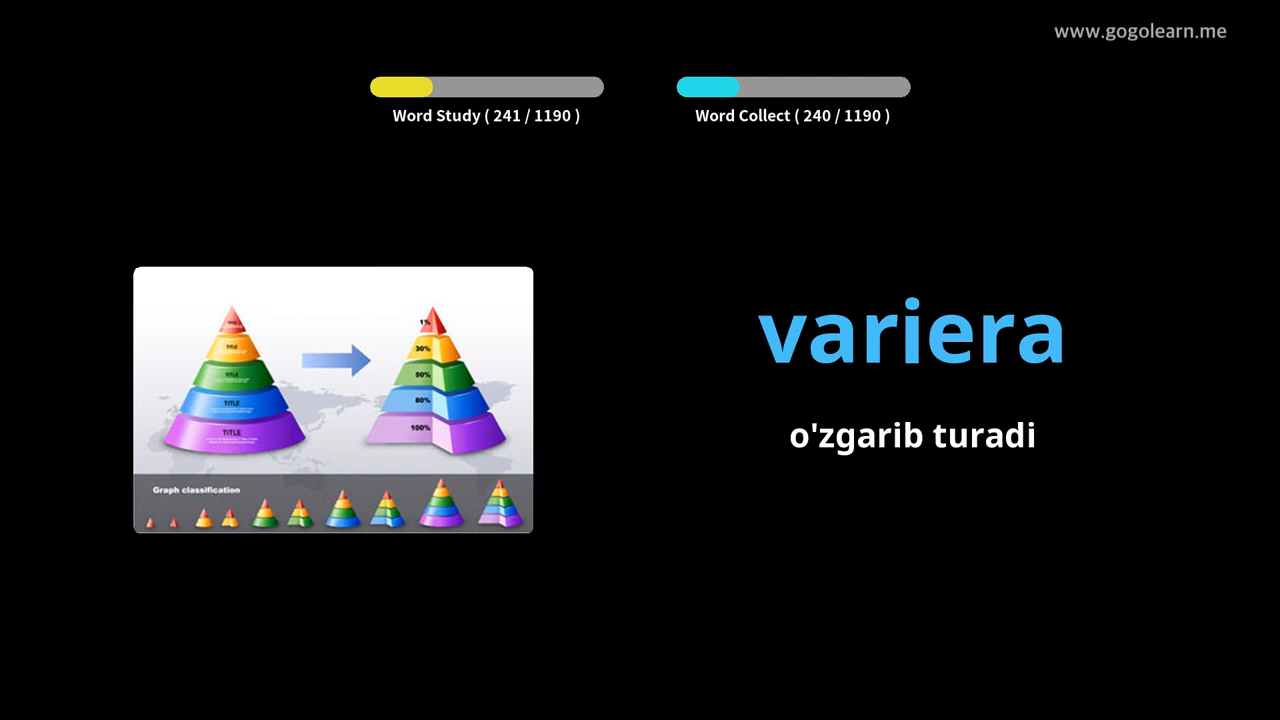 www.gogolearn.me
Word Study ( 241 / 1190 )
Word Collect ( 240 / 1190 )
variera
o'zgarib turadi
TITLE
TITLE
TITLE
TITLE
1%
30%
50%
80%
100%
Graph classification